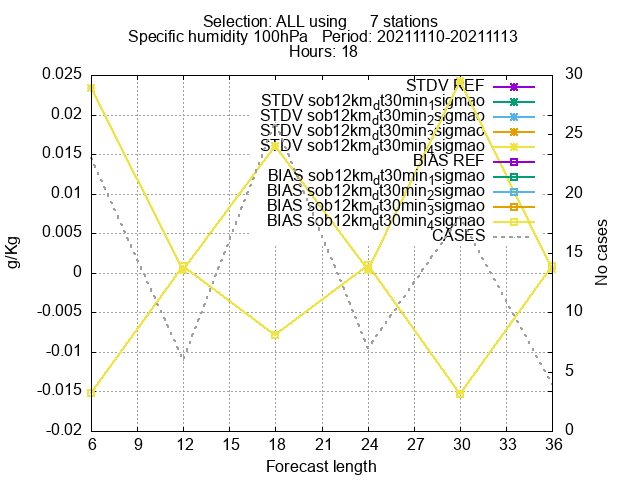 Selection: ALL using 7 stations
Specific humidity 100hPa Period: 20211110-20211113
Hours: 18
STDV REF
STDV sob12km_dt30min_1sigmao
STDV sob12km_dt30min_2sigmao
STDV sob12km_dt30min_3sigmao
STDV sob12km_dt30min_4sigmao
BIAS REF
BIAS sob12km_dt30min_1sigmao
BIAS sob12km_dt30min_2sigmao
BIAS sob12km_dt30min_3sigmao
BIAS sob12km_dt30min_4sigmao
CASES
0.025
0.02
0.015
0.01
0.005
0
-0.005
-0.01
-0.015
-0.02
g/Kg
30
25
20
15
10
5
0
No cases
6 9 12 15 18 21 24 27 30 33 36
Forecast length